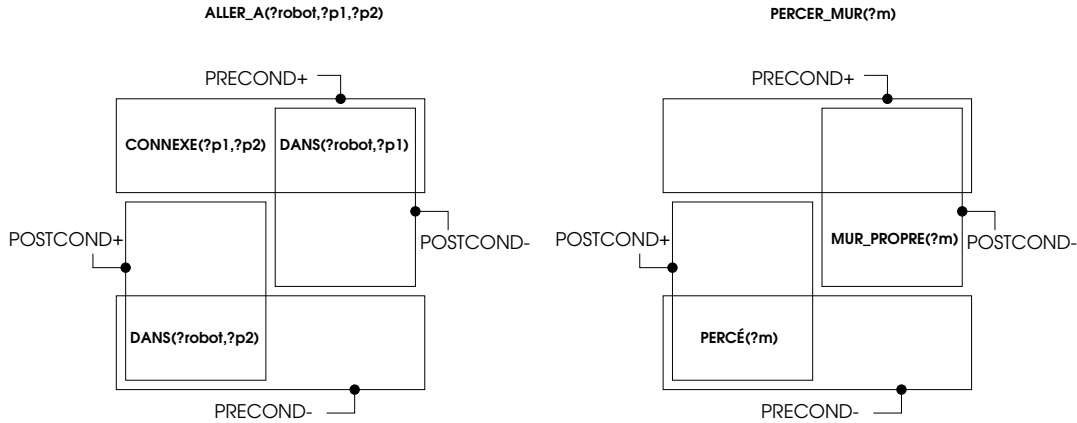 ALLER_A(?robot,?p1,?p2)
PRECOND+
CONNEXE(?p1,?p2) DANS(?robot,?p1)
POSTCOND+
POSTCOND-
DANS(?robot,?p2)
PRECOND-
PERCER_MUR(?m)
PRECOND+
POSTCOND+
MUR_PROPRE(?m)
POSTCOND-
PERCÉ(?m)
PRECOND-